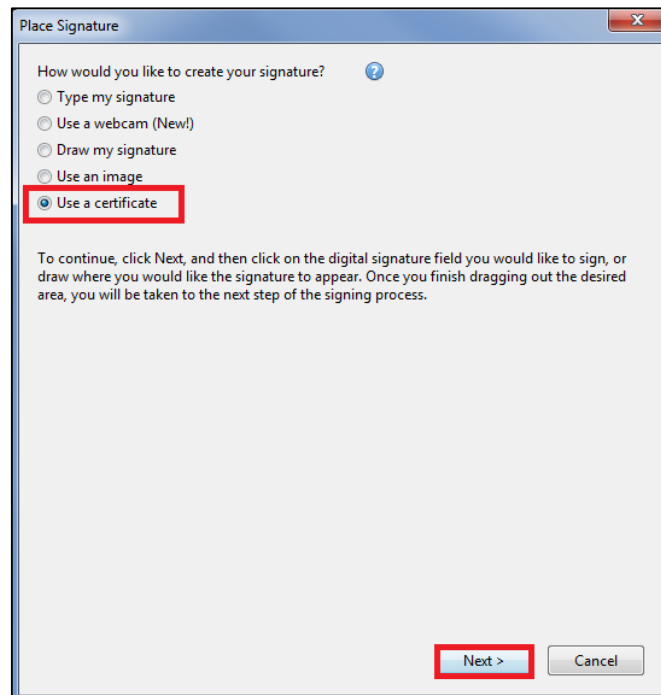 Place Signature
How would you like to create your signature?
Type my signature
Use a webcam (New!)
Draw my signature
Use an image
Use a certificate
To continue, click Next, and then click on the digital signature field you would like to sign, or
draw where you would like the signature to appear. Once you finish dragging out the desired
area, you will be taken to the next step of the signing process.
Next >
Cancel